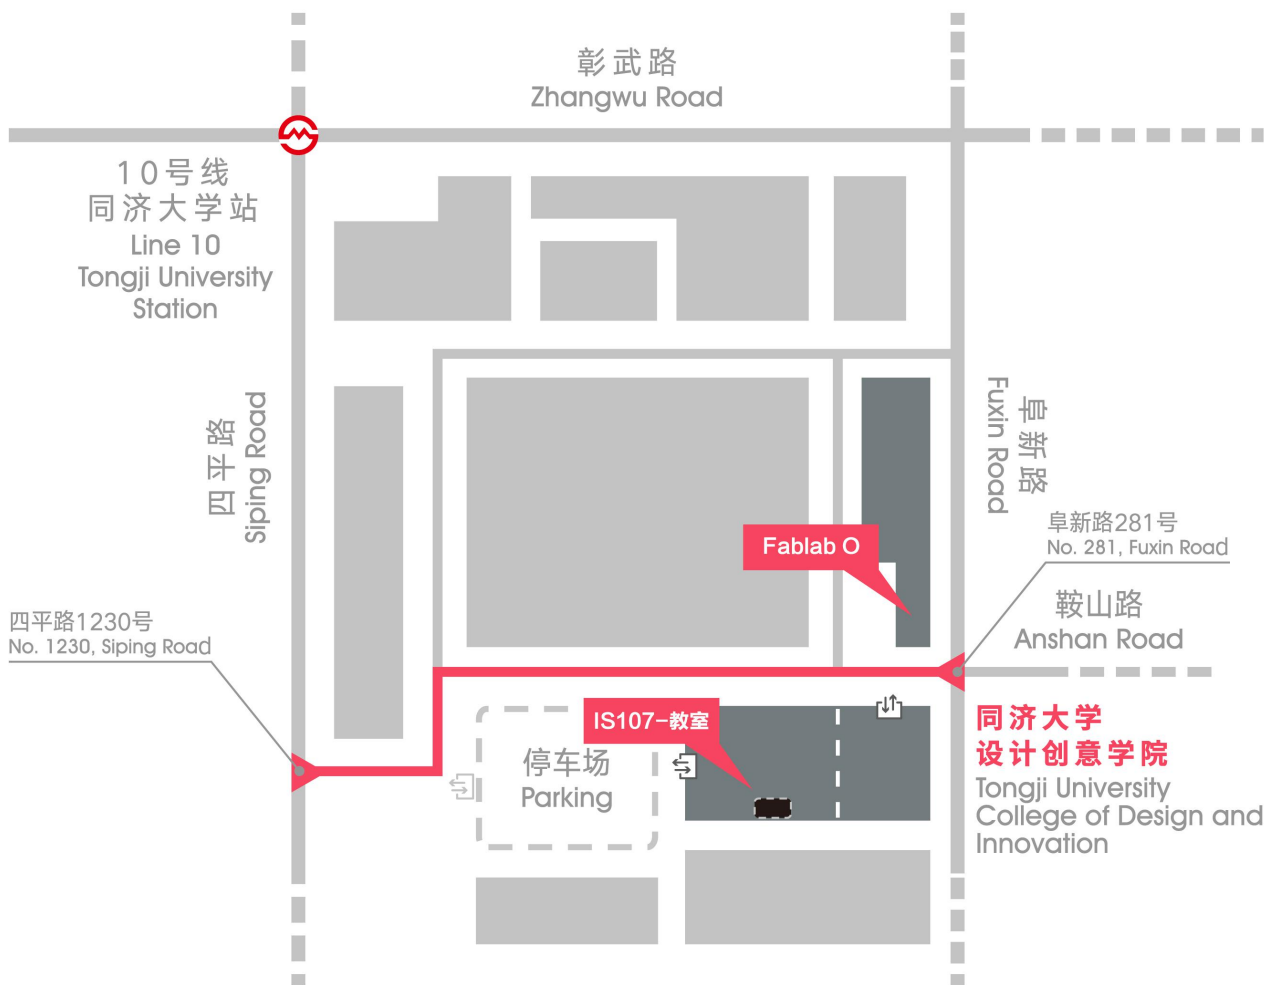 彰武路
Zhangwu Road
10号线
同济大学站
Line 10
Tongji University
Station
四平路
Siping Road
阜新路
Fuxin Road
Fablab O
阜新路281号
No. 281, Fuxin Road
鞍山路
Anshan Road
四平路1230号
No. 1230, Siping Road
IS107-教室
停车场
Parking
同济大学
设计创意学院
Tongji University
College of Design and
Innovation